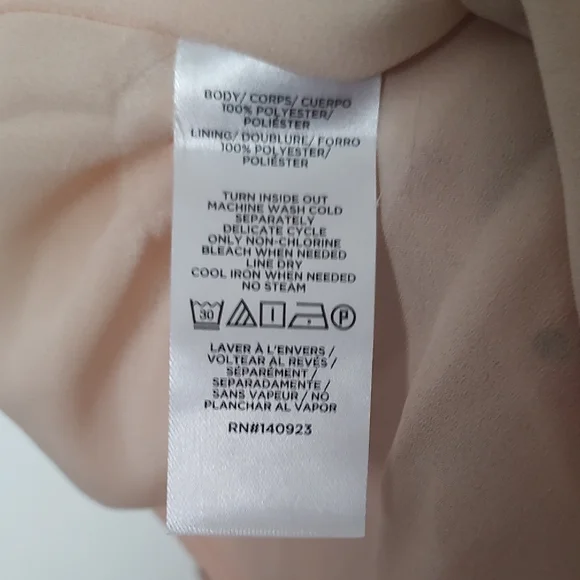 BODY/ CORPS/ CUERPO
100% POLYESTER/
POLIÉSTER
LINING/ DOUBLURE/ FORRO
100% POLYESTER/
POLIÉSTER
TURN INSIDE OUT
MACHINE WASH COLD
SEPARATELY
DELICATE CYCLE
ONLY NON-CHLORINE
BLEACH WHEN NEEDED
LINE DRY
COOL IRON WHEN NEEDED
NO STEAM
30 P
LAVER À L'ENVERS /
VOLTEAR AL REVÉS /
SÉPARÉMENT /
SEPARADAMENTE /
SANS VAPEUR / NO
PLANCHAR AL VAPOR
RN#140923